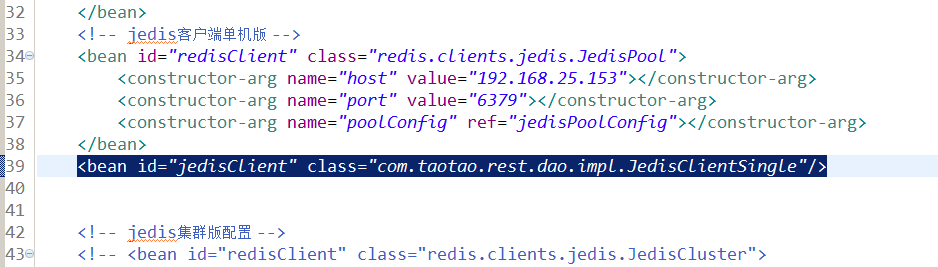 32 </bean>
33 <!-- jedis客户端单机版 -->
34 <bean id="redisClient" class="redis.clients.jedis.JedisPool">
35 <constructor-arg name="host" value="192.168.25.153"></constructor-arg>
36 <constructor-arg name="port" value="6379"></constructor-arg>
37 <constructor-arg name="poolConfig" ref="jedisPoolConfig"></constructor-arg>
38 </bean>
39 <bean id="jedisClient" class="com.taotao.rest.dao.impl.JedisClientSingle"/>
40
41
42 <!-- jedis集群版配置 -->
43 <!-- <bean id="redisClient" class="redis.clients.jedis.JedisCluster">